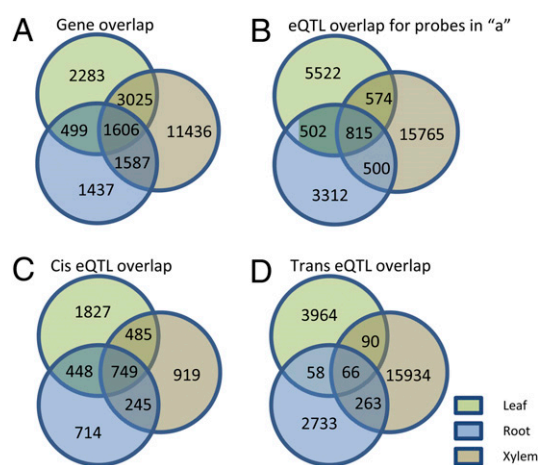 A
Gene overlap
2283
3025
499
1606
11436
1587
1437
B
eQTL overlap for probes in “a”
5522
574
502
815
15765
500
3312
C
Cis eQTL overlap
1827
485
448
749
919
245
714
D
Trans eQTL overlap
3964
90
58
66
15934
263
2733
Leaf
Root
Xylem